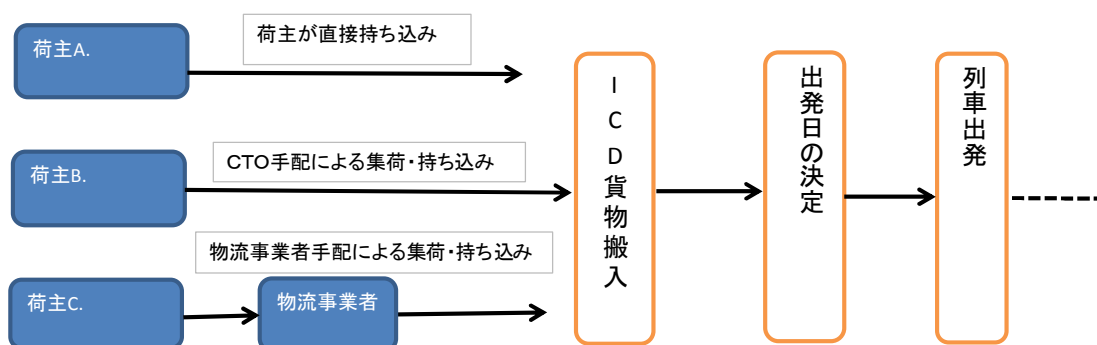 荷主A.
荷主が直接持ち込み
荷主B.
CTO手配による集荷・持ち込み
荷主C.
物流事業者手配による集荷・持ち込み
物流事業者
ICD貨物搬入
出発日の決定
列車出発